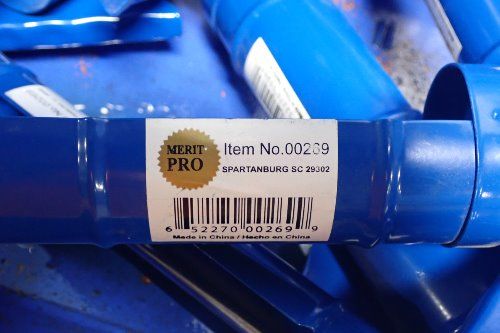 MERIT
PRO
Item No.00269
SPARTANBURG SC 29302
6 52270 00269 9
Made in China / Hecho en China